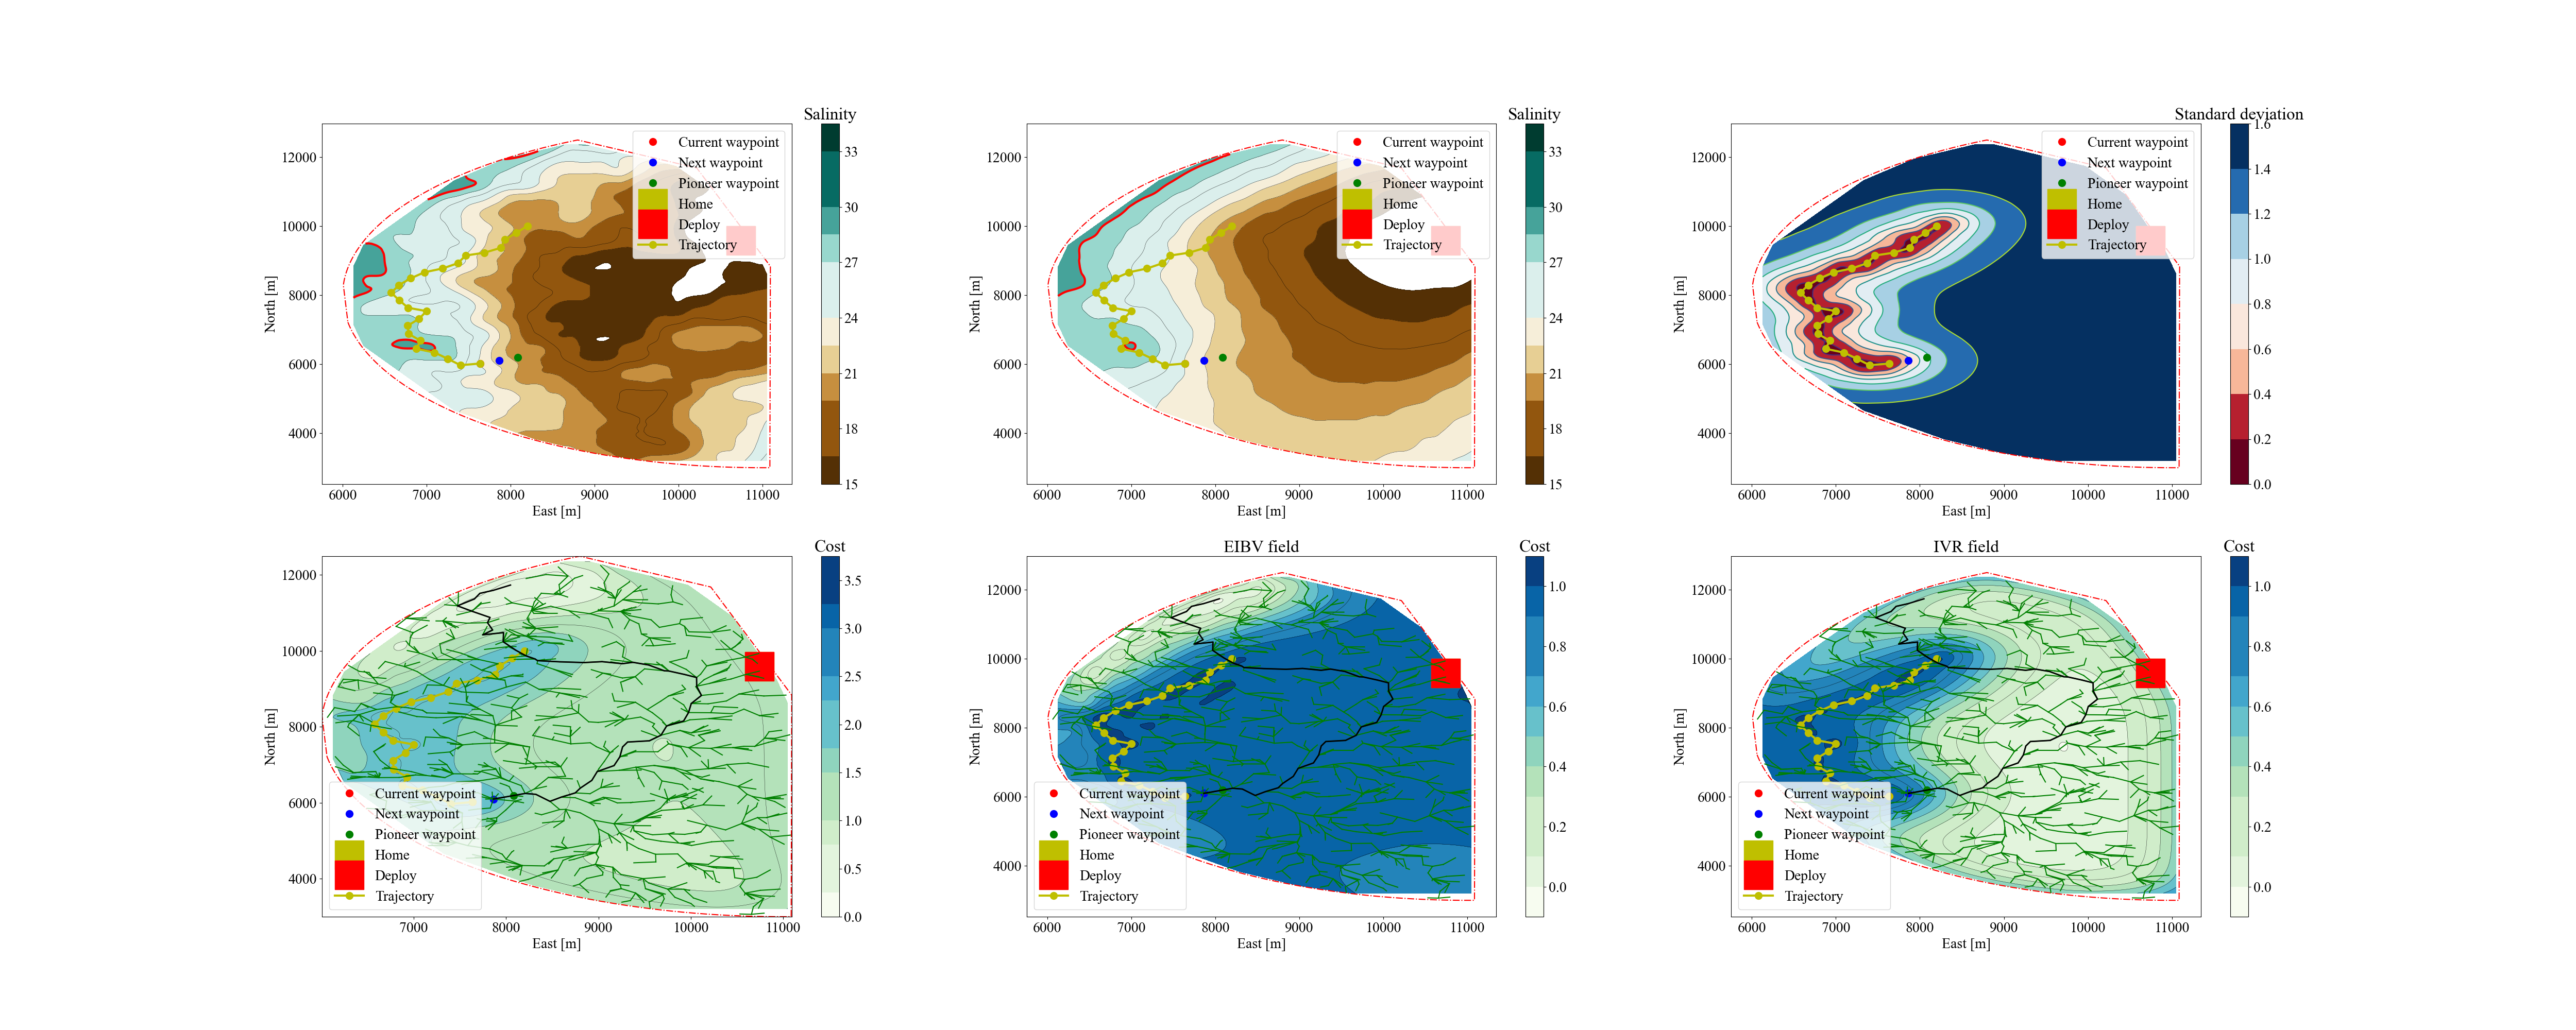 Salinity
12000
10000
8000
6000
4000
6000 7000 8000 9000 10000 11000
North [m]
East [m]
Current waypoint
Next waypoint
Pioneer waypoint
Home
Deploy
Trajectory
33
30
27
24
21
18
15
Salinity
12000
10000
8000
6000
4000
6000 7000 8000 9000 10000 11000
North [m]
East [m]
Current waypoint
Next waypoint
Pioneer waypoint
Home
Deploy
Trajectory
33
30
27
24
21
18
15
Standard deviation
12000
10000
8000
6000
4000
6000 7000 8000 9000 10000 11000
North [m]
East [m]
Current waypoint
Next waypoint
Pioneer waypoint
Home
Deploy
Trajectory
1.6
1.4
1.2
1.0
0.8
0.6
0.4
0.2
0.0
Cost
12000
10000
8000
6000
4000
7000 8000 9000 10000 11000
North [m]
East [m]
Current waypoint
Next waypoint
Pioneer waypoint
Home
Deploy
Trajectory
3.5
3.0
2.5
2.0
1.5
1.0
0.5
0.0
EIBV field
Cost
12000
10000
8000
6000
4000
6000 7000 8000 9000 10000 11000
North [m]
East [m]
Current waypoint
Next waypoint
Pioneer waypoint
Home
Deploy
Trajectory
1.0
0.8
0.6
0.4
0.2
0.0
IVR field
Cost
12000
10000
8000
6000
4000
6000 7000 8000 9000 10000 11000
North [m]
East [m]
Current waypoint
Next waypoint
Pioneer waypoint
Home
Deploy
Trajectory
1.0
0.8
0.6
0.4
0.2
0.0